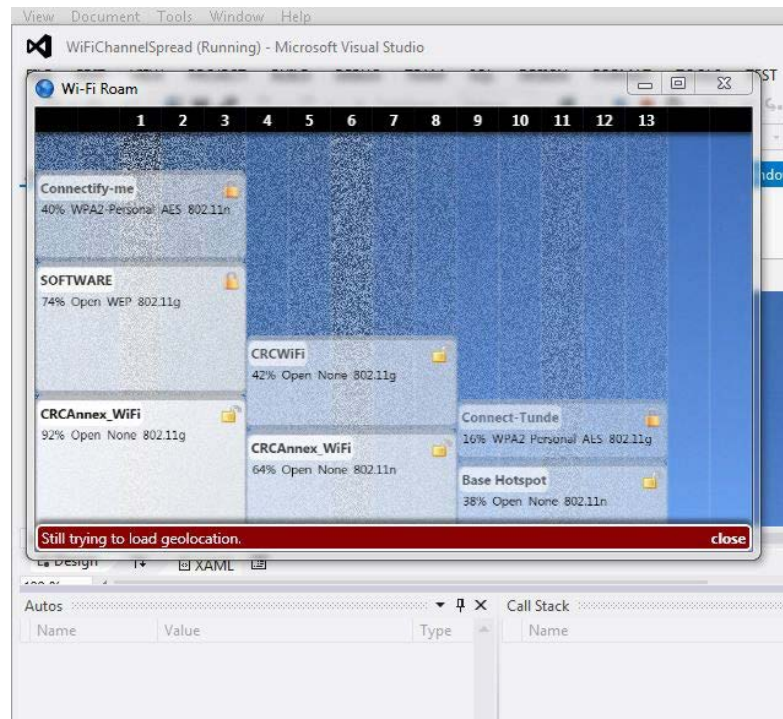 View Document Tools Window Help
WiFiChannelSpread (Running) - Microsoft Visual Studio
TEST
Wi-Fi Roam
1 2 3 4 5 6 7 8 9 10 11 12 13
Connectify-me
40% WPA2-Personal AES 802.11n
SOFTWARE
74% Open WEP 802.11g
CRCWiFi
42% Open None 802.11g
CRCAnnex_WiFi
92% Open None 802.11g
Connect-Tunde
16% WPA2 Personal AES 802.11g
CRCAnnex_WiFi
64% Open None 802.11n
Base Hotspot
38% Open None 802.11n
Still trying to load geolocation. close
Design XAML
Autos Call Stack
Name Value Type Name